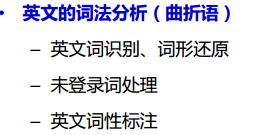 • 英文的词法分析（曲折语）
– 英文词识别、词形还原
– 未登录词处理
– 英文词性标注